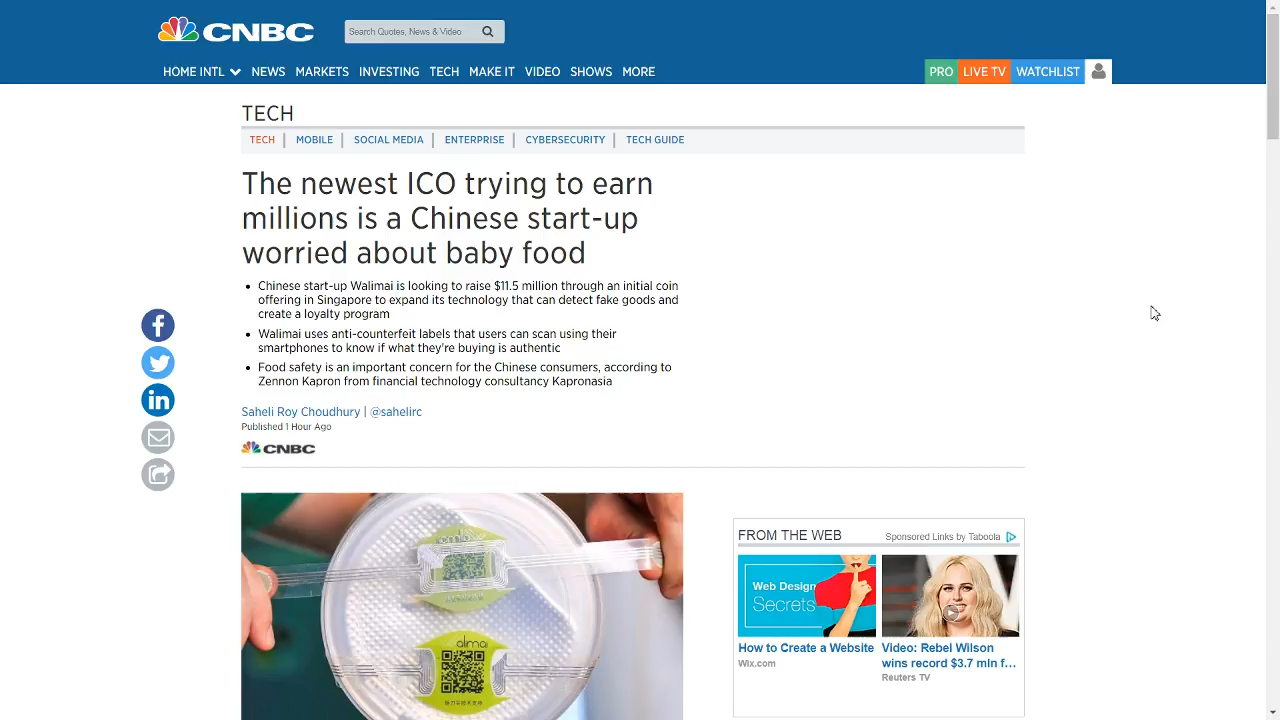 CNBC
Search Quotes, News & Video
HOME INTL NEWS MARKETS INVESTING TECH MAKE IT VIDEO SHOWS MORE
PRO LIVE TV WATCHLIST
TECH
TECH | MOBILE | SOCIAL MEDIA | ENTERPRISE | CYBERSECURITY | TECH GUIDE
The newest ICO trying to earn
millions is a Chinese start-up
worried about baby food
• Chinese start-up Walimai is looking to raise $11.5 million through an initial coin
offering in Singapore to expand its technology that can detect fake goods and
create a loyalty program
• Walimai uses anti-counterfeit labels that users can scan using their
smartphones to know if what they're buying is authentic
• Food safety is an important concern for the Chinese consumers, according to
Zennon Kapron from financial technology consultancy Kapronasia
Saheli Roy Choudhury | @sahelirc
Published 1 Hour Ago
CNBC
FROM THE WEB
Sponsored Links by Taboola
Web Design
Secrets
How to Create a Website
Wix.com
Video: Rebel Wilson
wins record $3.7 mln f…
Reuters TV